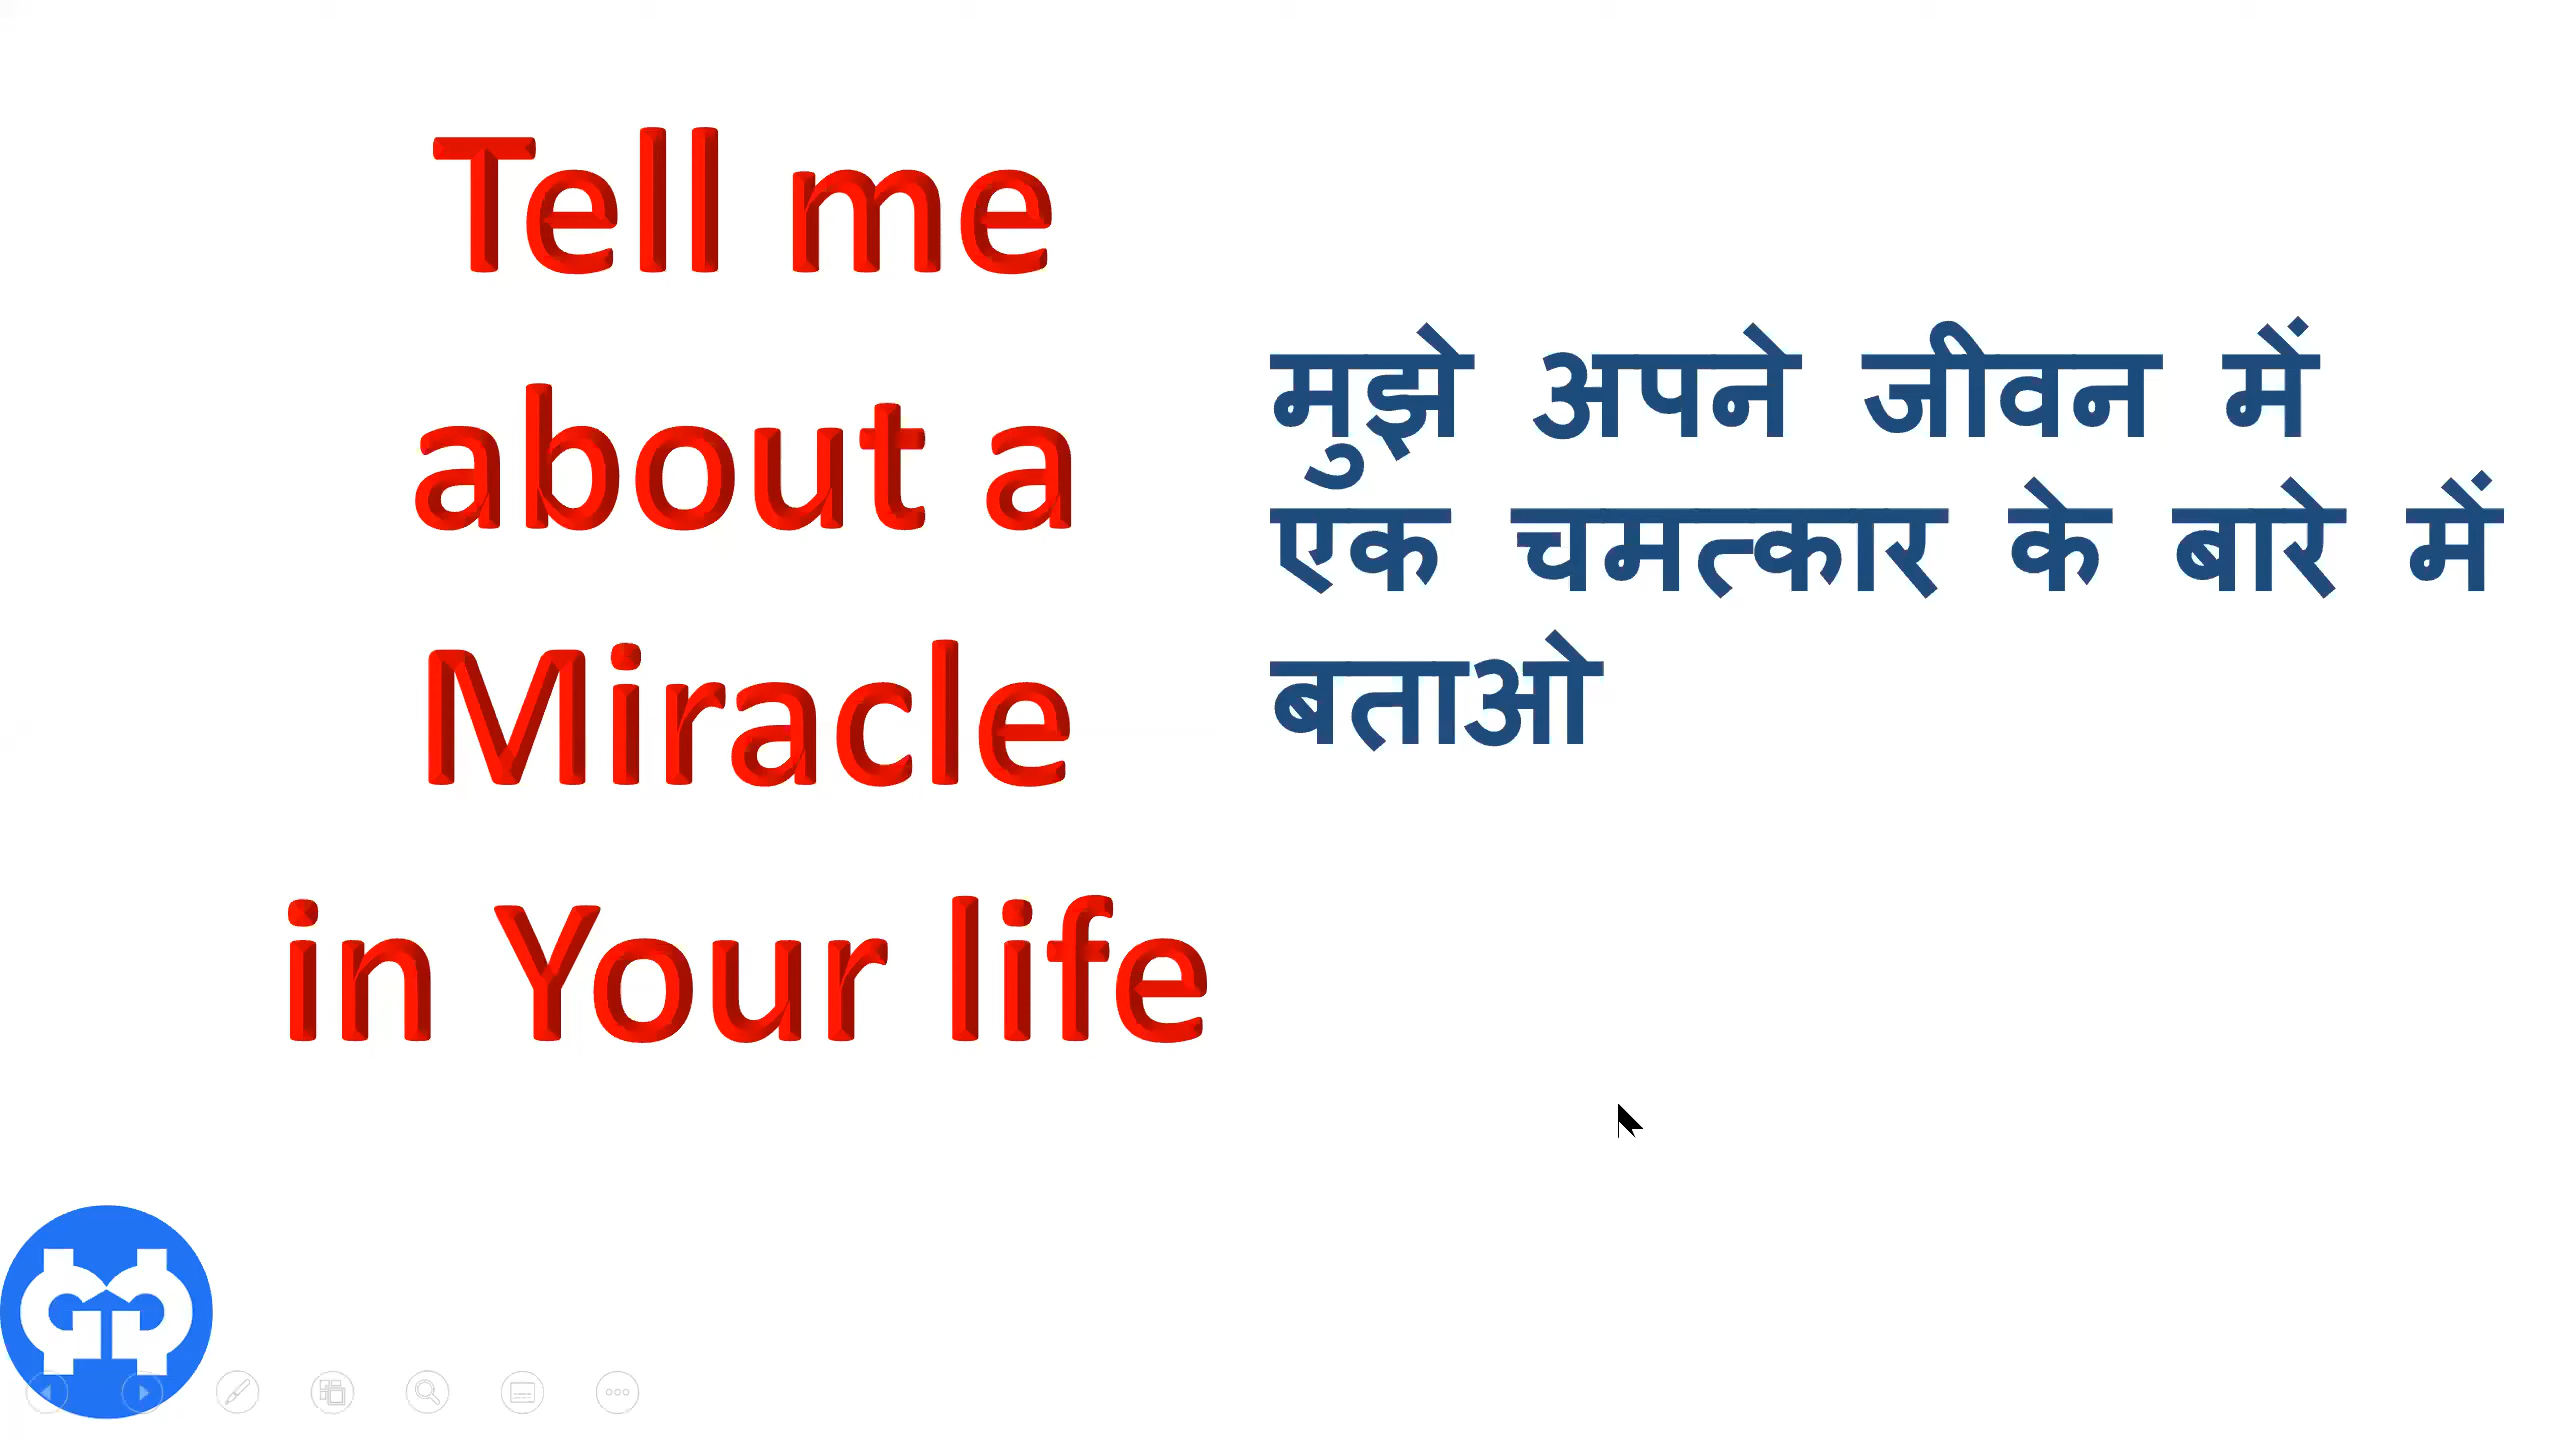 Tell me
about a
Miracle
in Your life
मुझे अपने जीवन में
एक चमत्कार के बारे में
बताओ